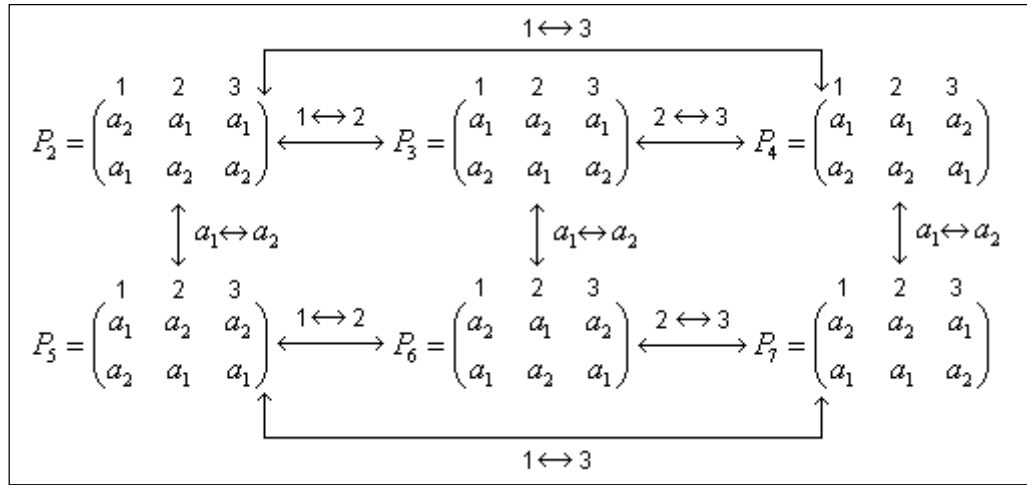 1 ↔ 3
1 2 3 1 2 3 1 2 3
P₂ = ( a₂ a₁ a₁ 1 ↔ 2 P₃ = ( a₁ a₂ a₁ 2 ↔ 3 P₄ = ( a₁ a₁ a₂
a₁ a₂ a₂ ) a₂ a₁ a₂ ) a₂ a₂ a₁ )
a₁ ↔ a₂ a₁ ↔ a₂ a₁ ↔ a₂
1 2 3 1 2 3 1 2 3
P₅ = ( a₁ a₂ a₂ 1 ↔ 2 P₆ = ( a₂ a₁ a₂ 2 ↔ 3 P₇ = ( a₂ a₂ a₁
a₂ a₁ a₁ ) a₁ a₂ a₁ ) a₁ a₁ a₂ )
1 ↔ 3